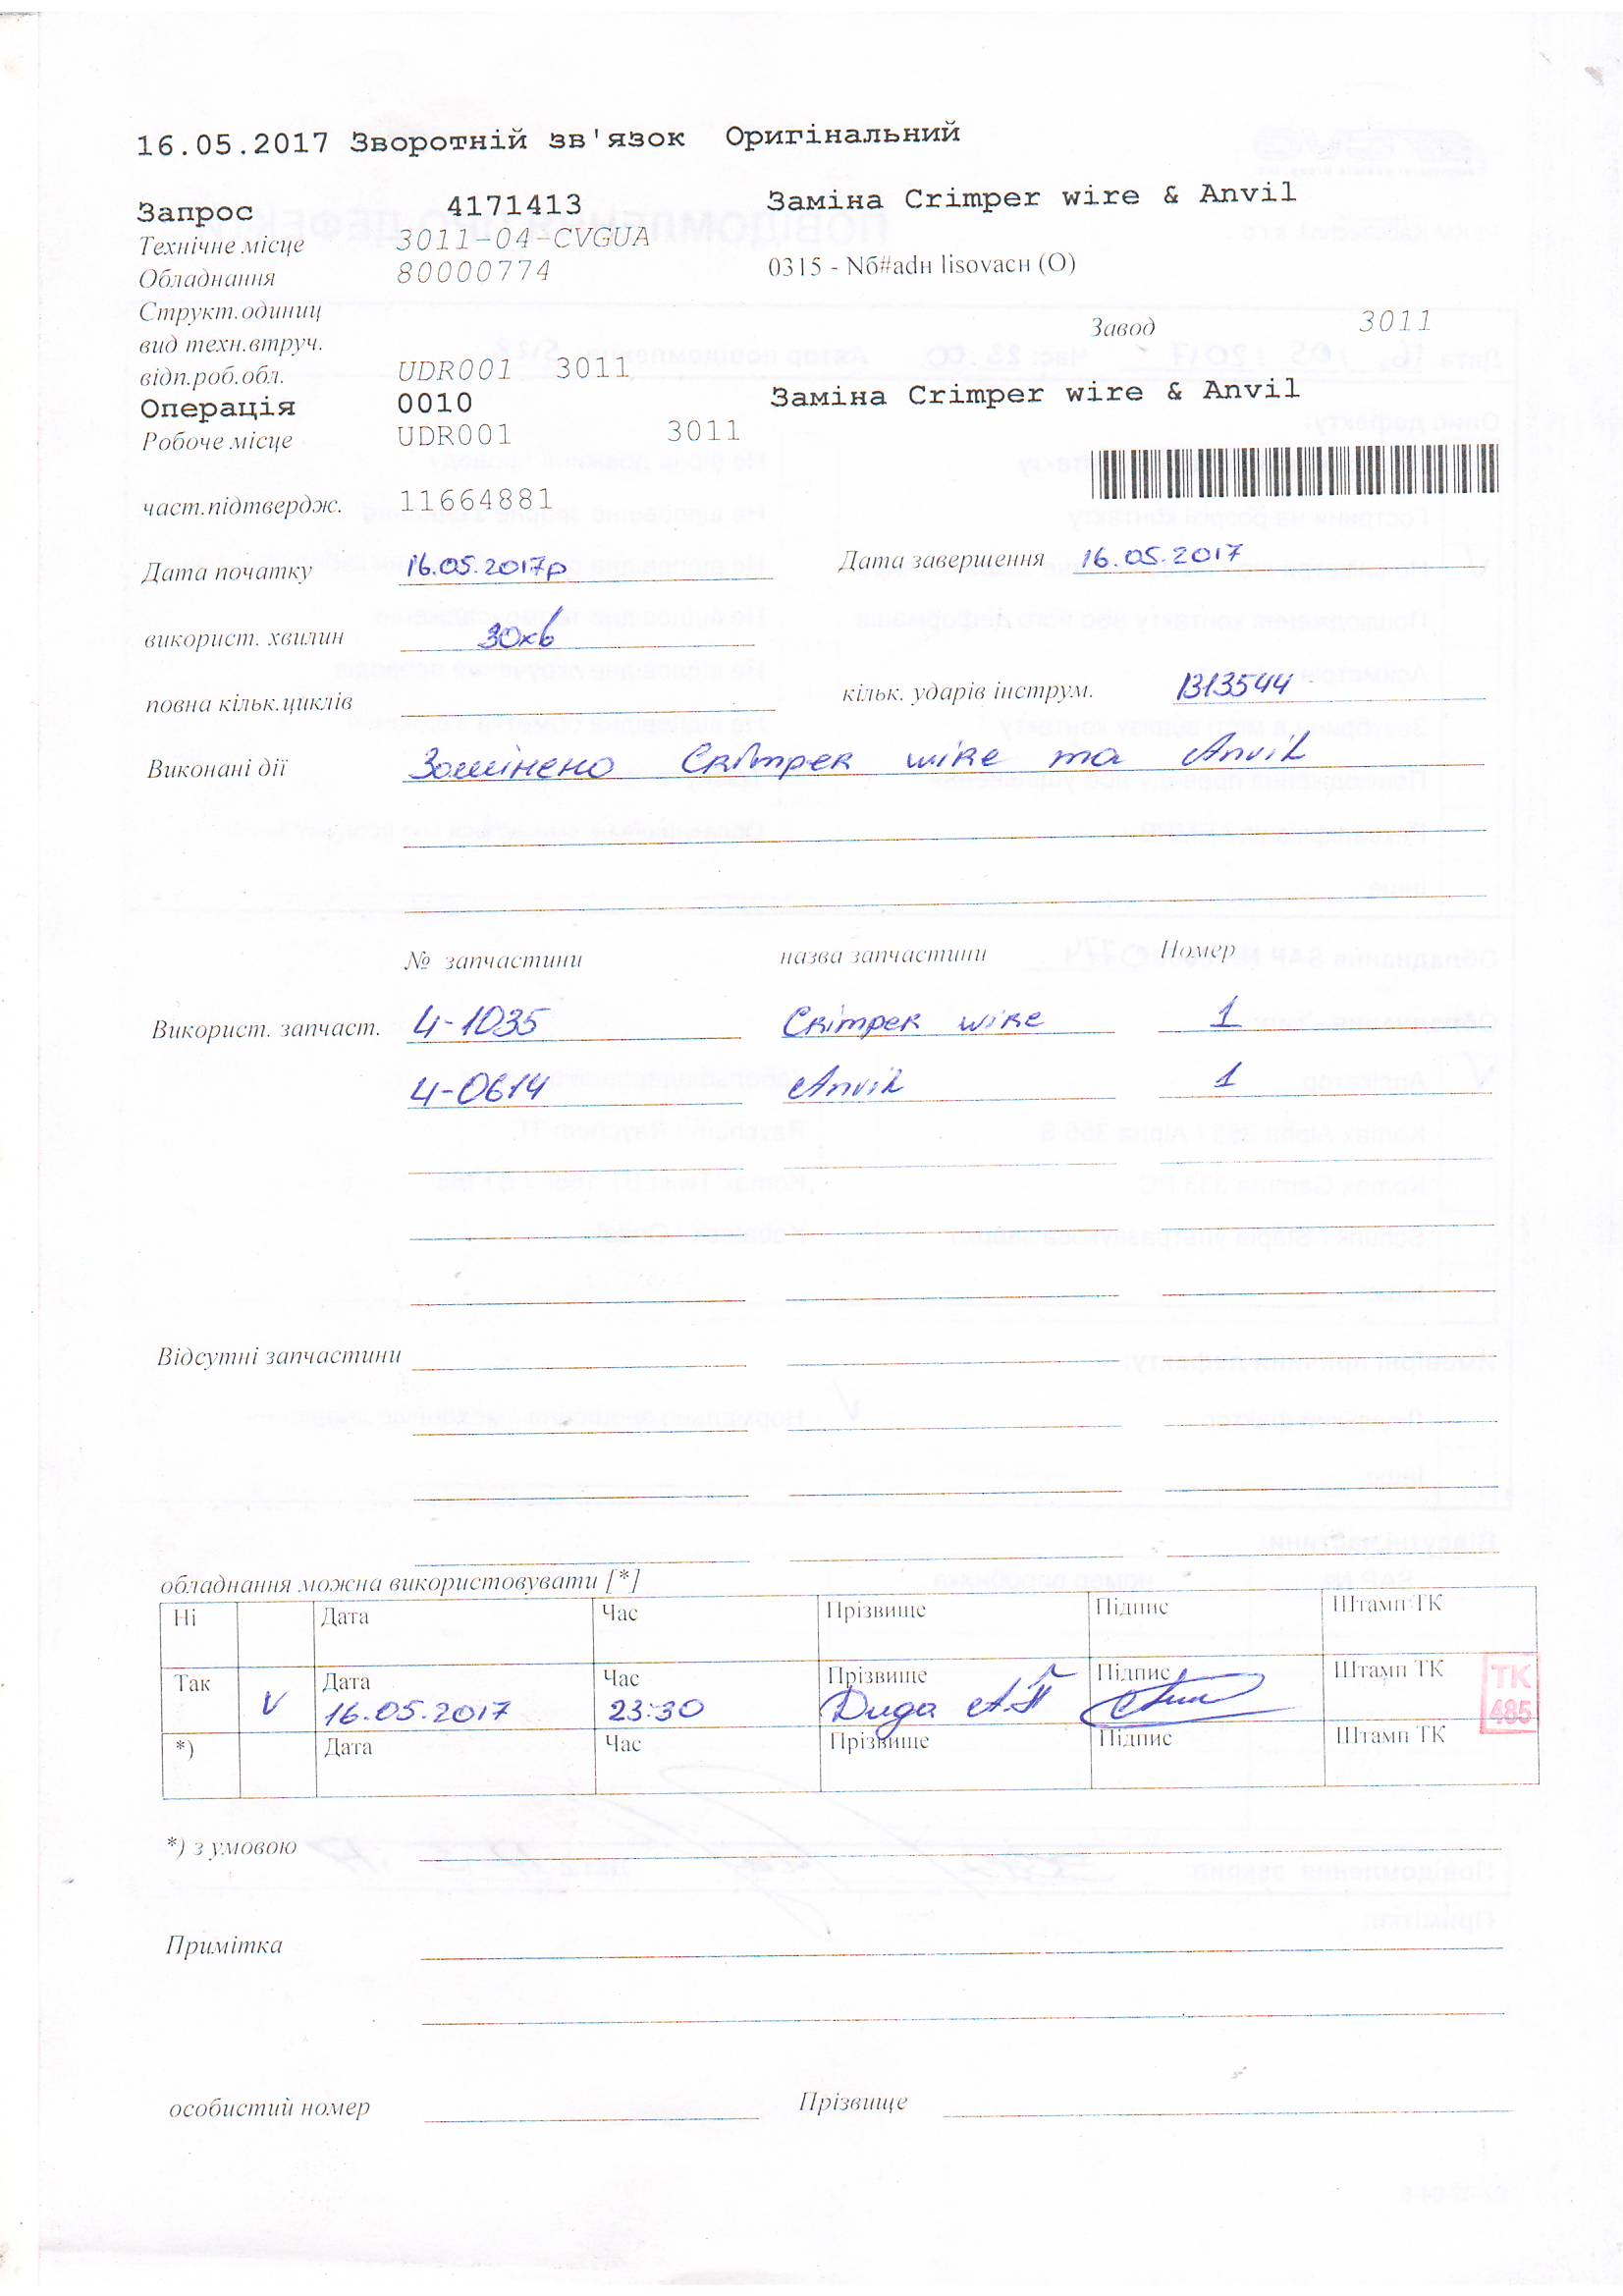 16.05.2017 Зворотній зв'язок Оригінальний
Запрос 4171413 Заміна Crimper wire & Anvil
Технічне місце 3011-04-CVGUA
Обладнання 80000774 0315 - Nб#adн lisovacн (О)
Структ.одиниц
вид техн.втруч. Завод 3011
відп.роб.обл. UDR001 3011
Операція 0010 Заміна Crimper wire & Anvil
Робоче місце UDR001 3011
част.підтвердж. 11664881
Дата початку 16.05.2017р Дата завершення 16.05.2017
використ. хвилин 30хв
повна кільк.циклів кільк. ударів інструм. 1313544
Виконані дії Замінено Crimper wire та Anvil
№ запчастини назва запчастини Номер
Використ. запчаст. 4-1035 Crimper wire 1
4-0614 Anvil 1
Відсутні запчастини
обладнання можна використовувати [*]
Ні Дата Час Прізвище Підпис Штамп ТК
Так Дата Час Прізвище Підпис Штамп ТК ТК
V 16.05.2017 23:30 Дида А.П 485
*) Дата Час Прізвище Підпис Штамп ТК
*) з умовою
Примітка
особистий номер Прізвище